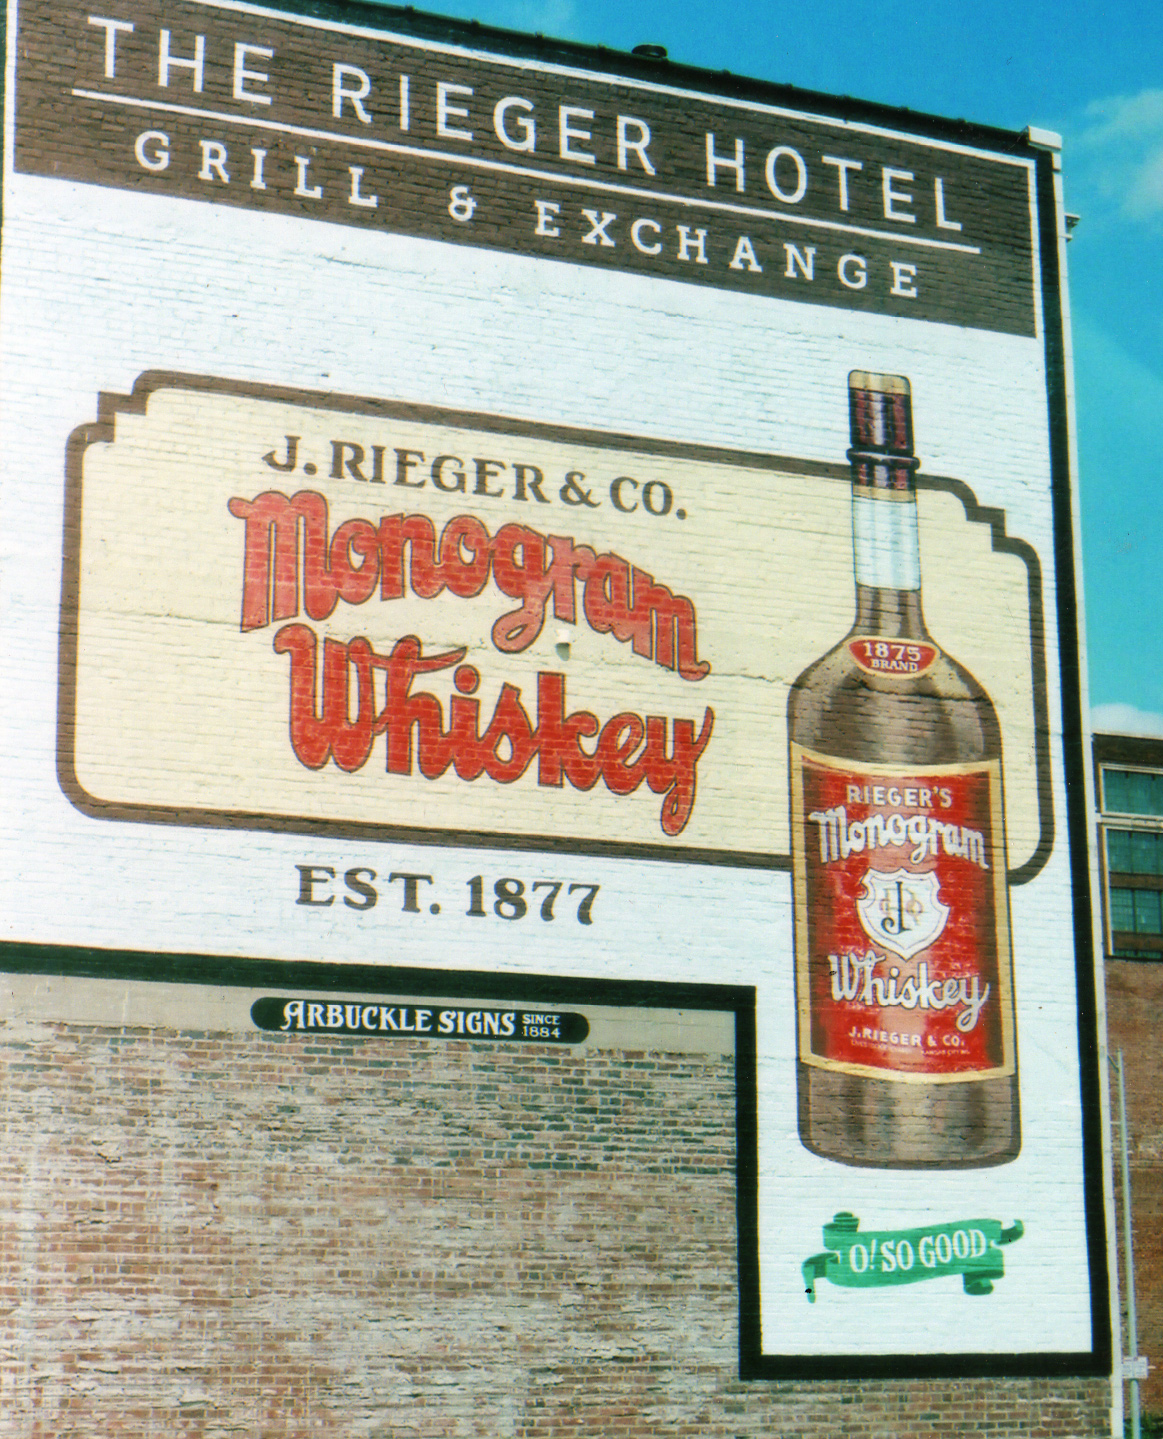 THE RIEGER HOTEL
GRILL & EXCHANGE
J. RIEGER & CO.
Monogram
Whiskey
EST. 1877
1875
BRAND
RIEGER'S
Monogram
JR
Whiskey
J. RIEGER & CO.
ARBUCKLE SIGNS SINCE 1884
O! SO GOOD